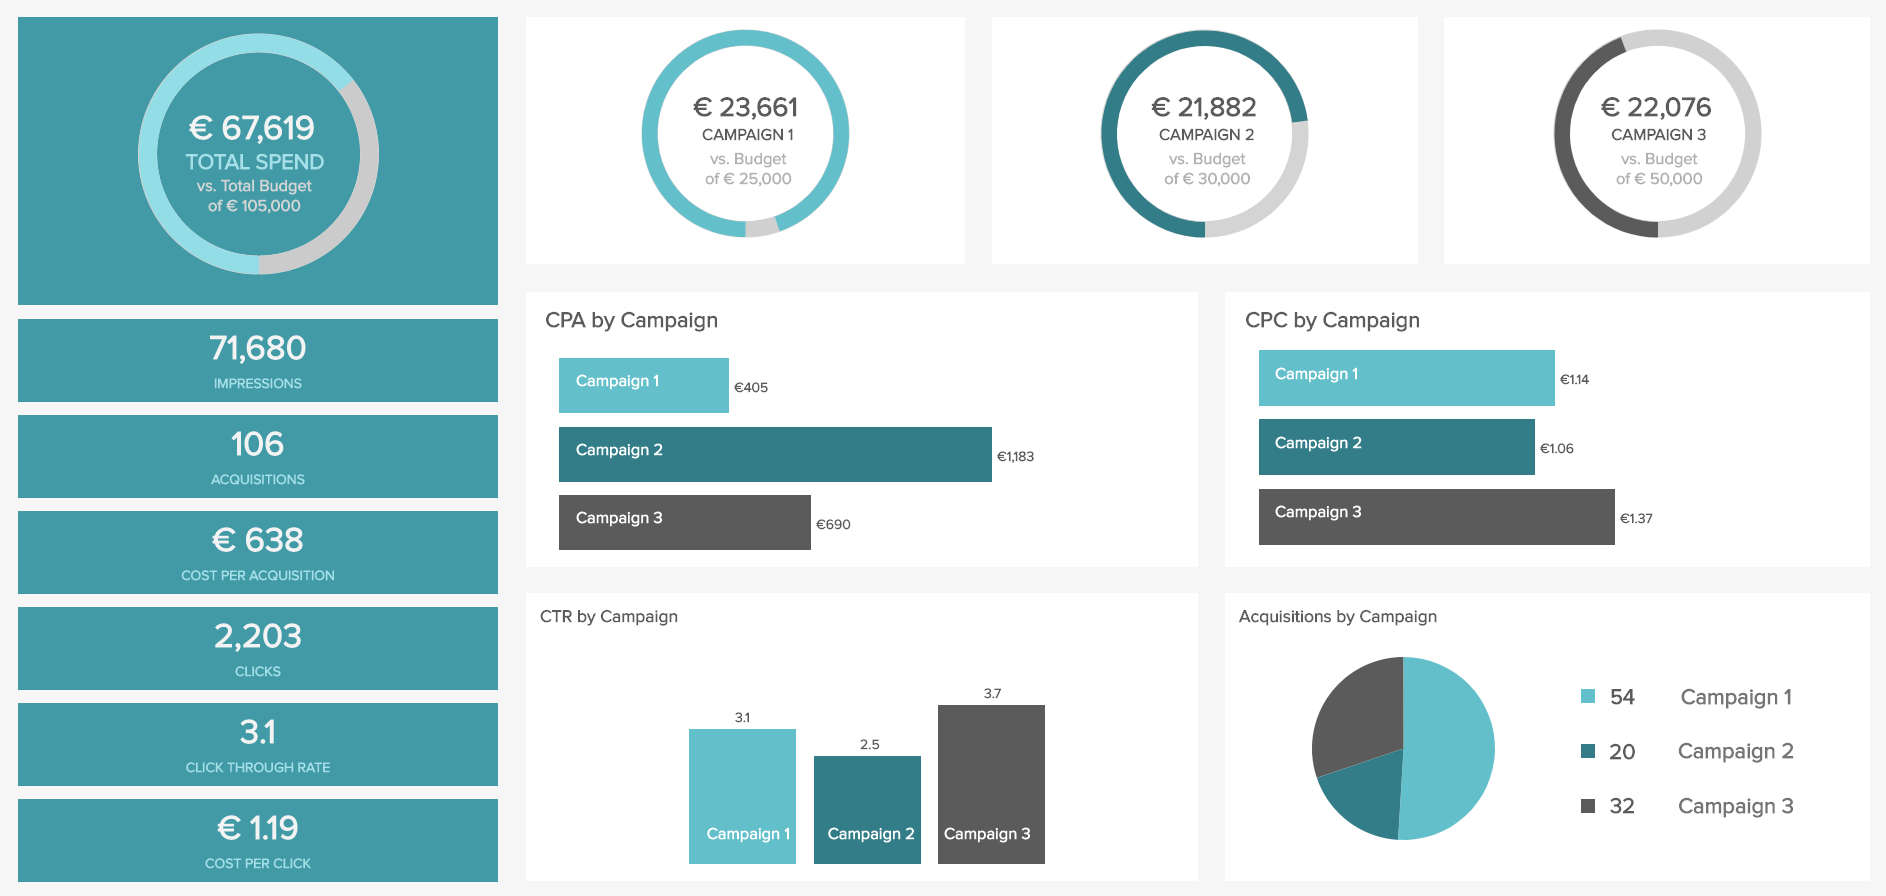 € 67,619
TOTAL SPEND
vs. Total Budget
of € 105,000
71,680
IMPRESSIONS
106
ACQUISITIONS
€ 638
COST PER ACQUISITION
2,203
CLICKS
3.1
CLICK THROUGH RATE
€ 1.19
COST PER CLICK
€ 23,661
CAMPAIGN 1
vs. Budget
of € 25,000
€ 21,882
CAMPAIGN 2
vs. Budget
of € 30,000
€ 22,076
CAMPAIGN 3
vs. Budget
of € 50,000
CPA by Campaign
Campaign 1 €405
Campaign 2 €1,183
Campaign 3 €690
CPC by Campaign
Campaign 1 €1.14
Campaign 2 €1.06
Campaign 3 €1.37
CTR by Campaign
3.1
2.5
3.7
Campaign 1
Campaign 2
Campaign 3
Acquisitions by Campaign
54 Campaign 1
20 Campaign 2
32 Campaign 3